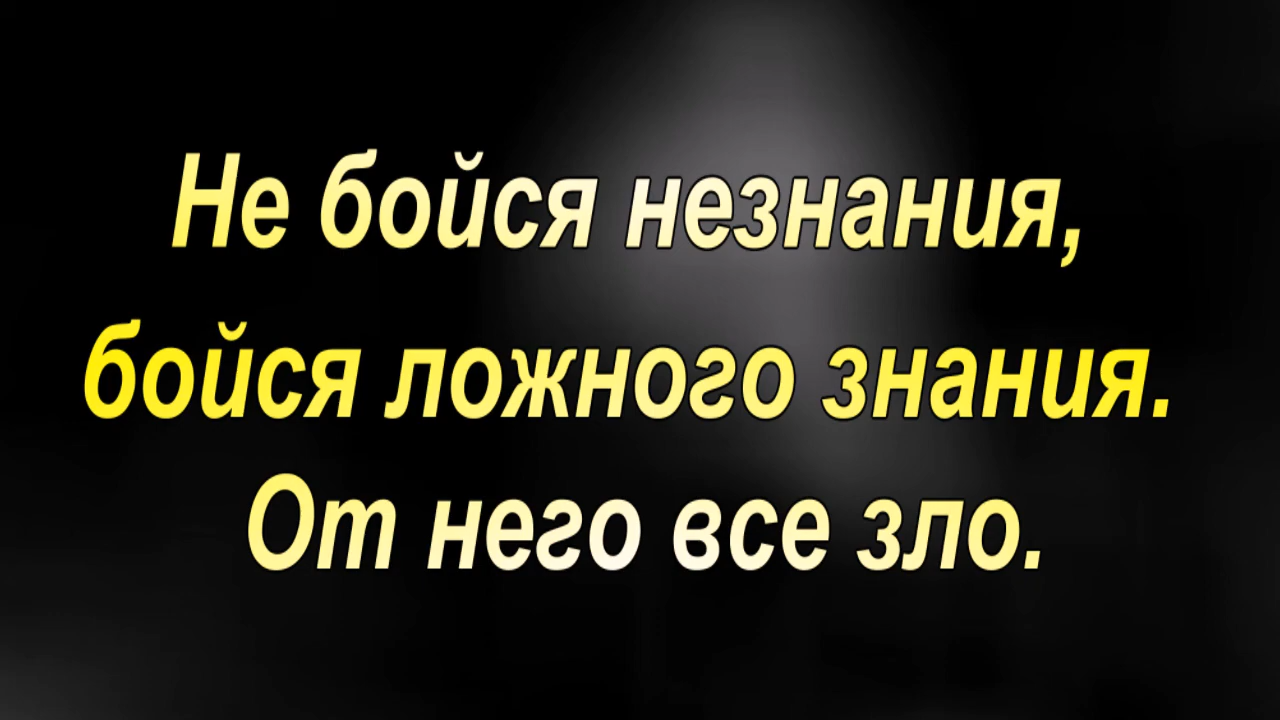 Не бойся незнания,
бойся ложного знания.
От него все зло.